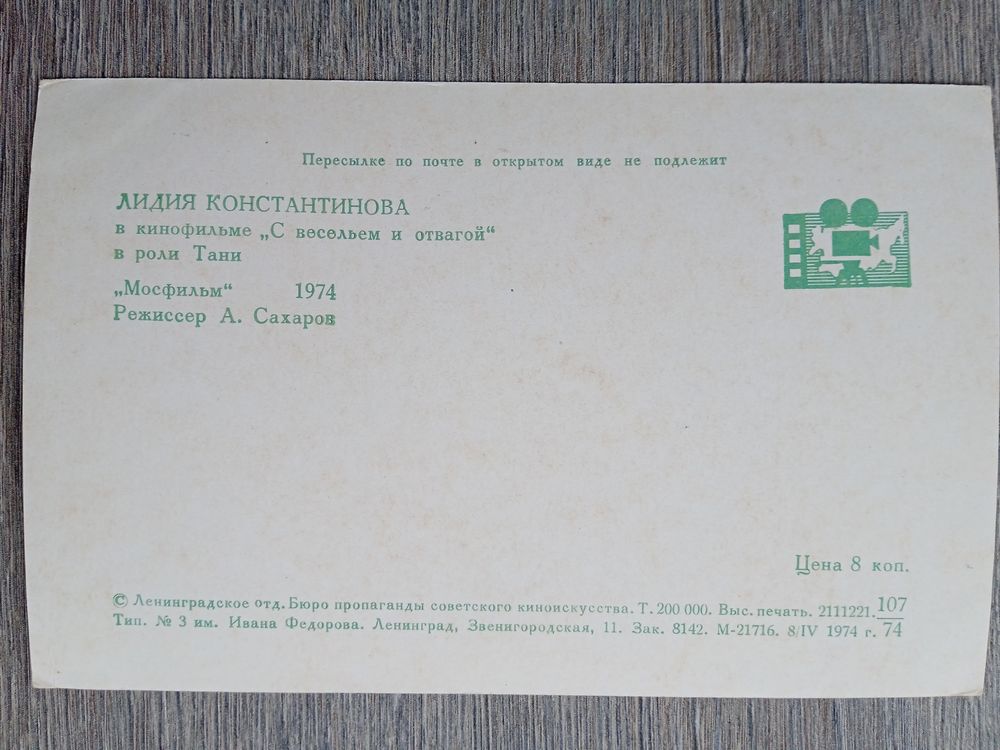 Пересылке по почте в открытом виде не подлежит
ЛИДИЯ КОНСТАНТИНОВА
в кинофильме „С весельем и отвагой“
в роли Тани
„Мосфильм“ 1974
Режиссер А. Сахаров
Цена 8 коп.
© Ленинградское отд. Бюро пропаганды советского киноискусства. Т. 200 000. Выс. печать. 2111221. 107
Тип. № 3 им. Ивана Федорова. Ленинград, Звенигородская, 11. Зак. 8142. М-21716. 8/IV 1974 г. 74